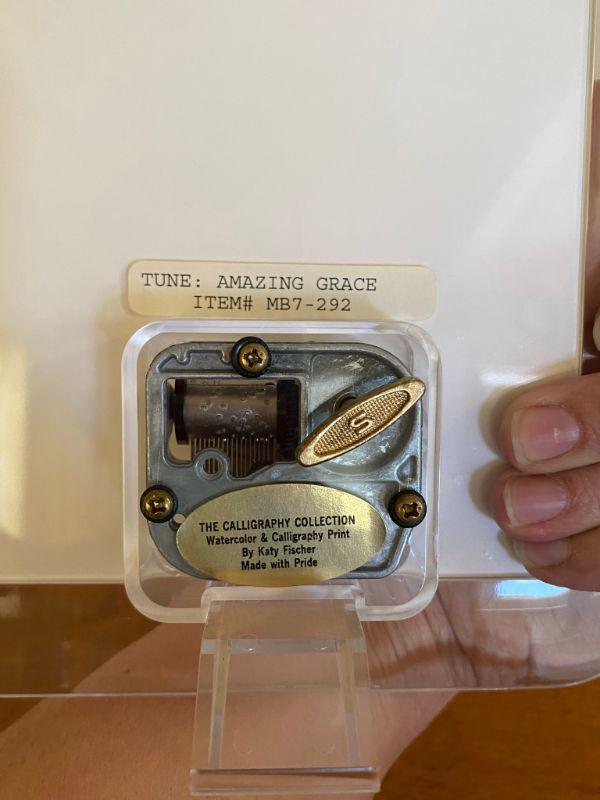 TUNE: AMAZING GRACE
ITEM# MB7-292
S
THE CALLIGRAPHY COLLECTION
Watercolor & Calligraphy Print
By Katy Fischer
Made with Pride